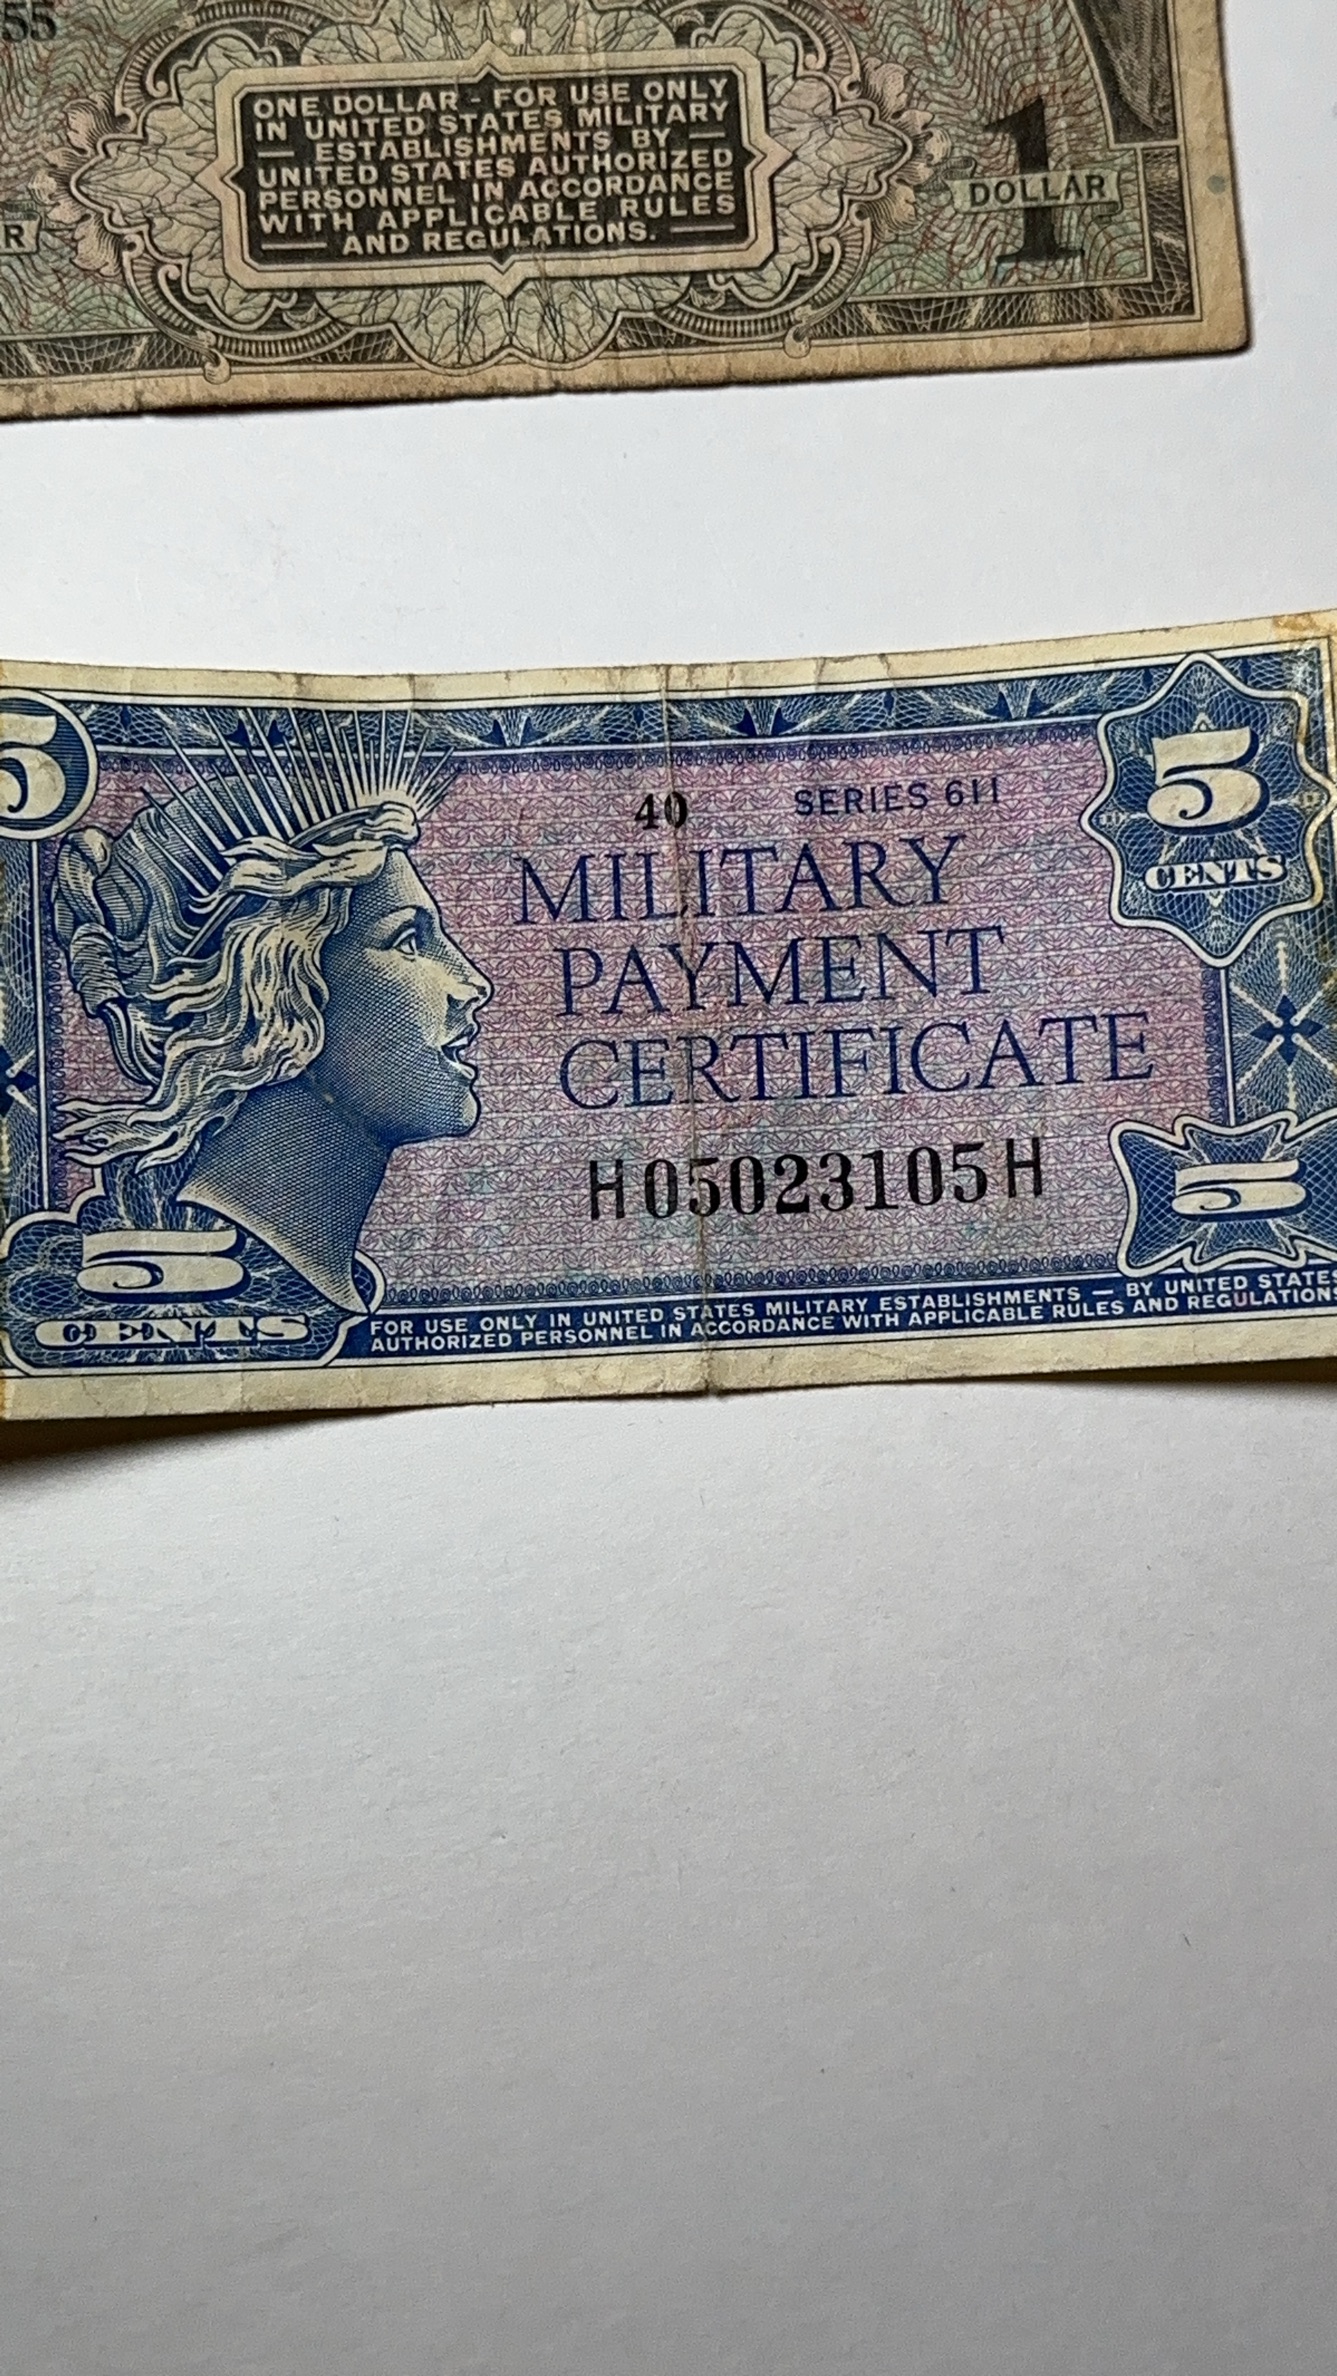 55
ONE DOLLAR - FOR USE ONLY
IN UNITED STATES MILITARY
— ESTABLISHMENTS BY —
UNITED STATES AUTHORIZED
PERSONNEL IN ACCORDANCE
WITH APPLICABLE RULES
— AND REGULATIONS. —
R
1
DOLLAR
5
40 SERIES 611
5
CENTS
MILITARY
PAYMENT
CERTIFICATE
H05023105H
5
5
CENTS
FOR USE ONLY IN UNITED STATES MILITARY ESTABLISHMENTS — BY UNITED STATES
AUTHORIZED PERSONNEL IN ACCORDANCE WITH APPLICABLE RULES AND REGULATIONS